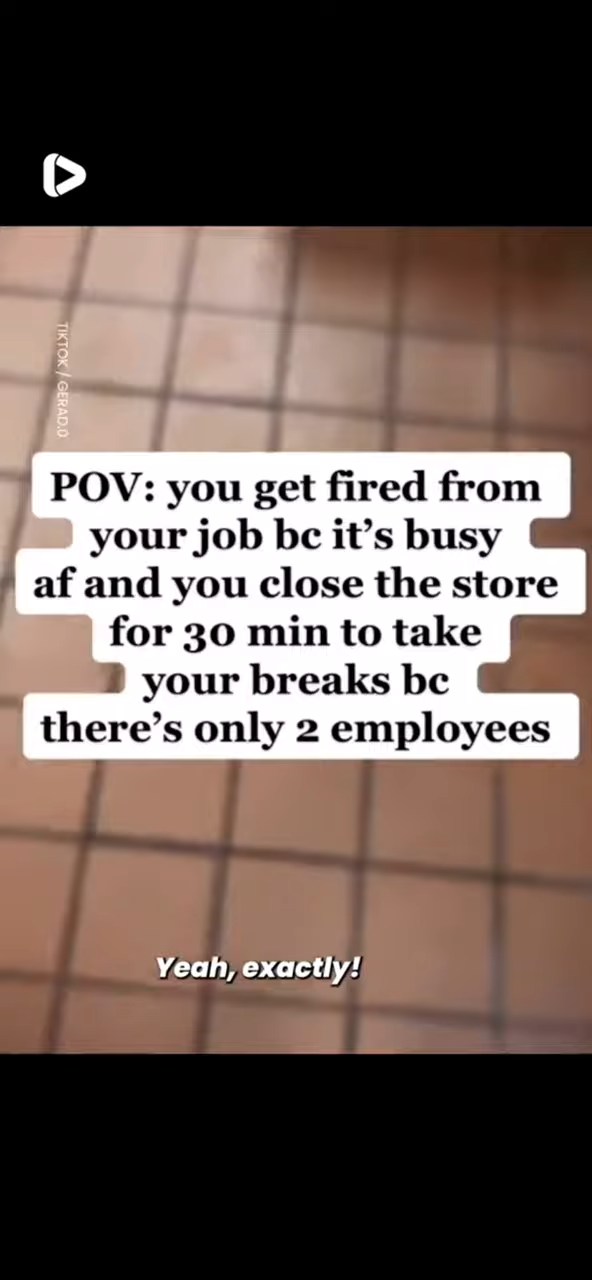 TIKTOK / GERAD.O
POV: you get fired from
your job bc it’s busy
af and you close the store
for 30 min to take
your breaks bc
there’s only 2 employees
Yeah, exactly!